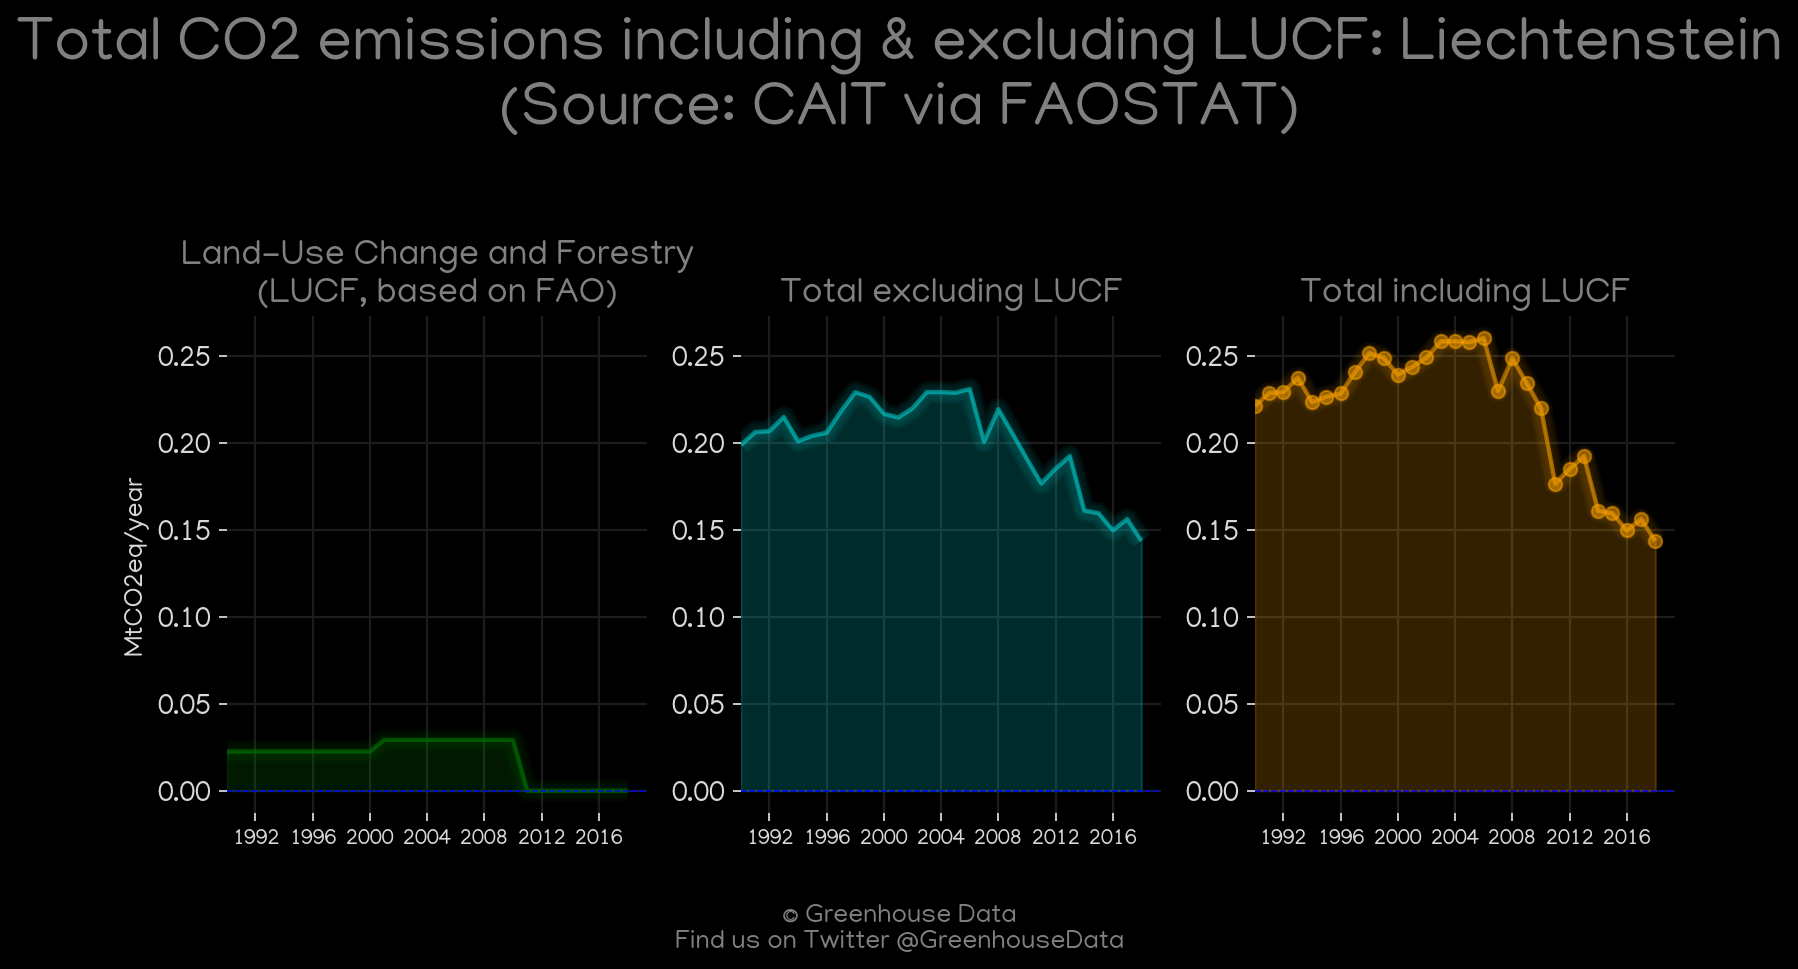 Total CO2 emissions including & excluding LUCF: Liechtenstein
(Source: CAIT via FAOSTAT)
Land-Use Change and Forestry
(LUCF, based on FAO)
Total excluding LUCF
Total including LUCF
MtCO2eq/year
0.25
0.20
0.15
0.10
0.05
0.00
1992 1996 2000 2004 2008 2012 2016
0.25
0.20
0.15
0.10
0.05
0.00
1992 1996 2000 2004 2008 2012 2016
0.25
0.20
0.15
0.10
0.05
0.00
1992 1996 2000 2004 2008 2012 2016
© Greenhouse Data
Find us on Twitter @GreenhouseData